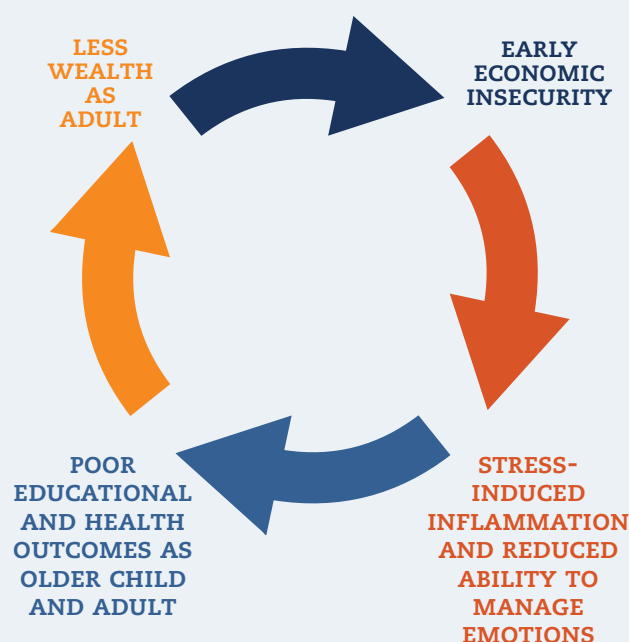 LESS
WEALTH
AS
ADULT
EARLY
ECONOMIC
INSECURITY
POOR
EDUCATIONAL
AND HEALTH
OUTCOMES AS
OLDER CHILD
AND ADULT
STRESS-
INDUCED
INFLAMMATION
AND REDUCED
ABILITY TO
MANAGE
EMOTIONS